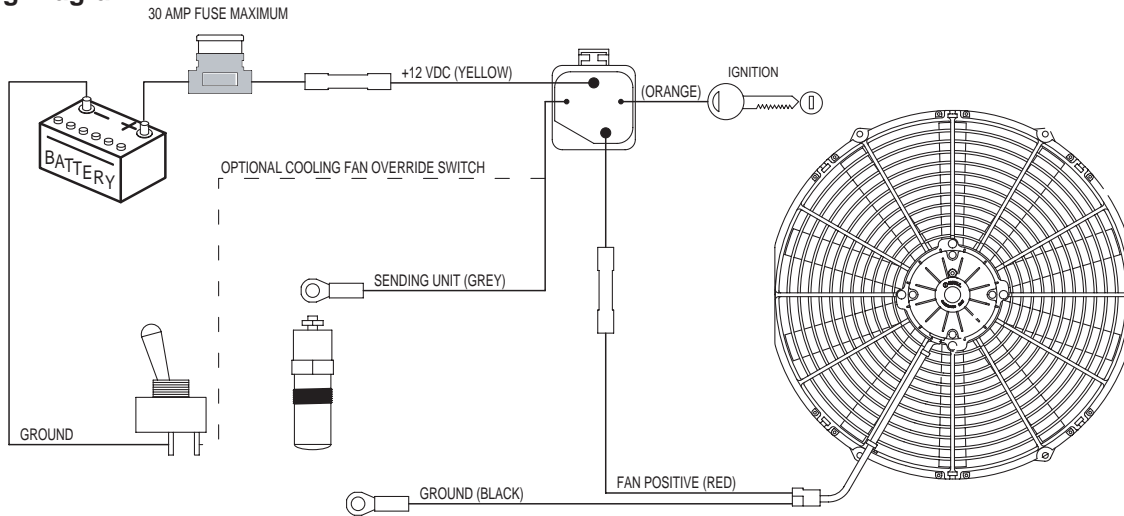 30 AMP FUSE MAXIMUM
+12 VDC (YELLOW)
(ORANGE)
IGNITION
BATTERY
OPTIONAL COOLING FAN OVERRIDE SWITCH
SENDING UNIT (GREY)
GROUND
FAN POSITIVE (RED)
GROUND (BLACK)